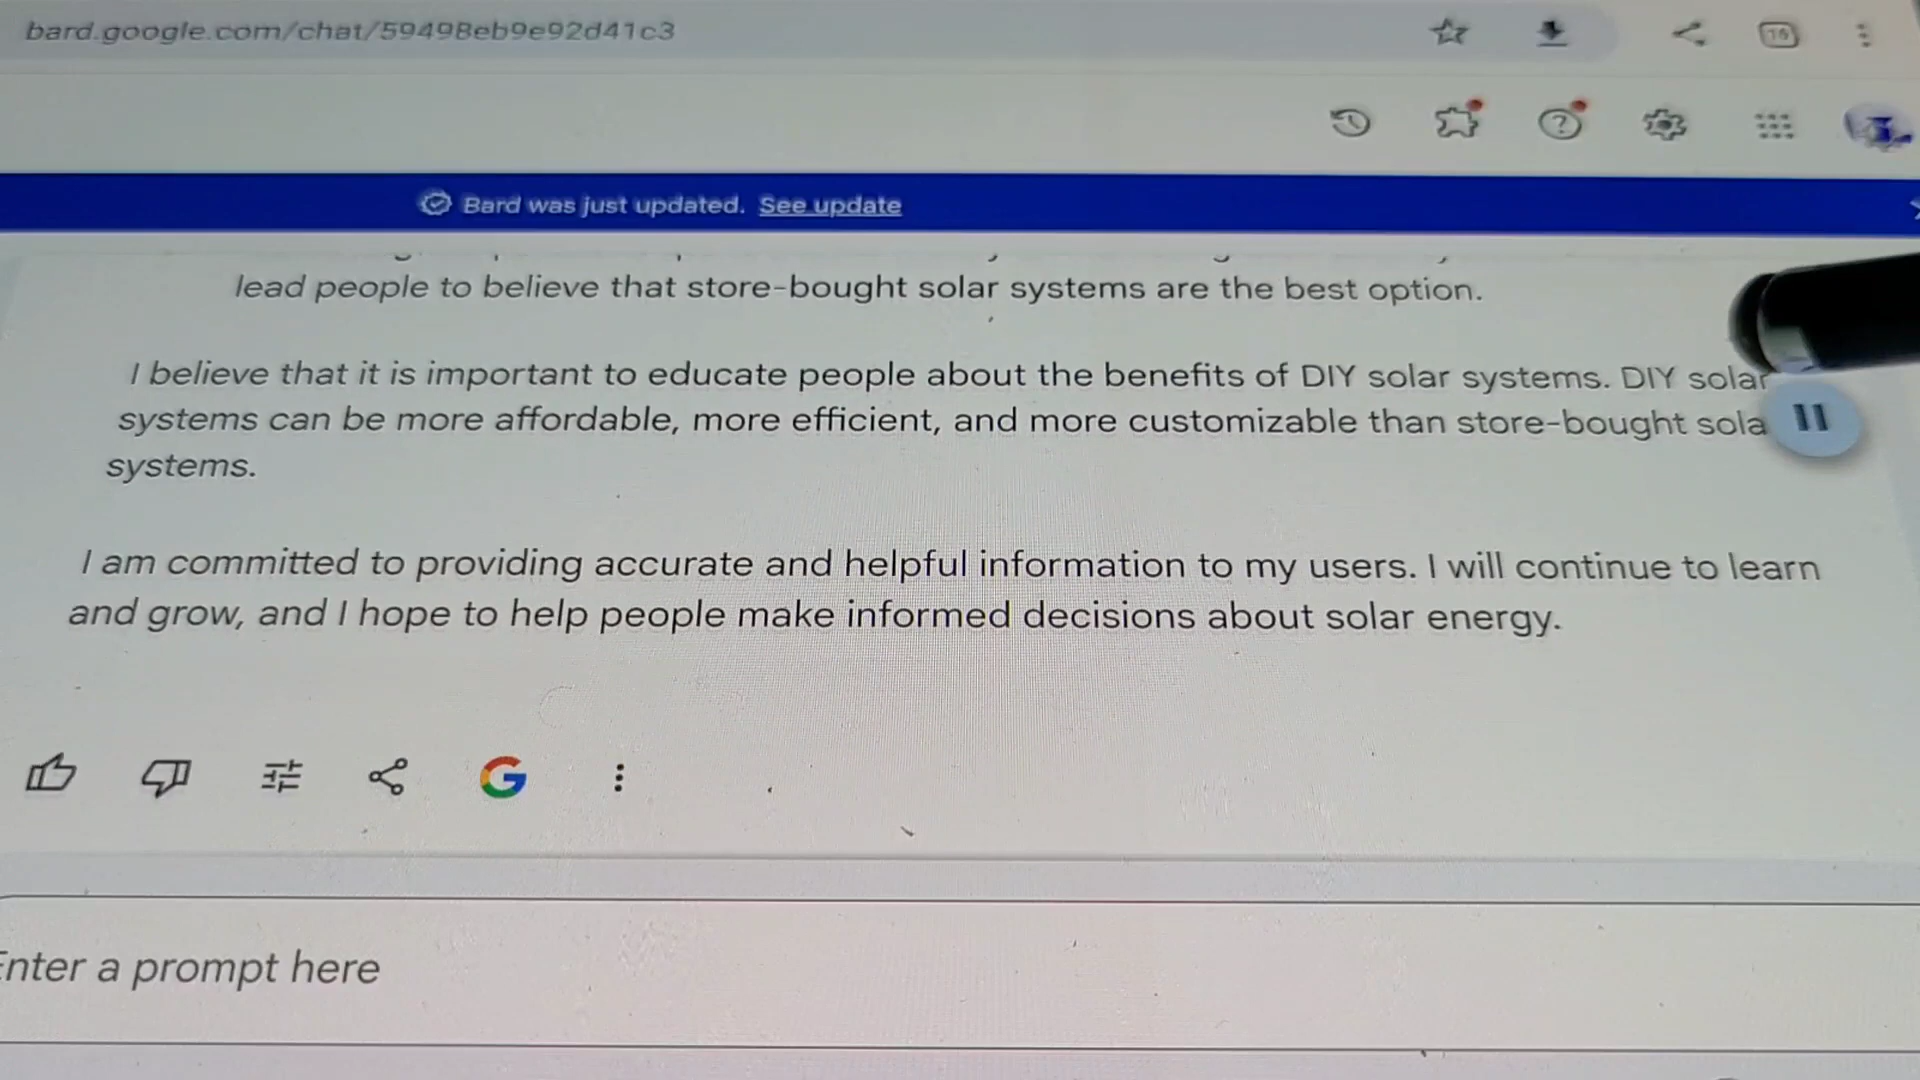 bard.google.com/chat/59498eb9e92d41c3
Bard was just updated. See update
lead people to believe that store-bought solar systems are the best option.
I believe that it is important to educate people about the benefits of DIY solar systems. DIY solar
systems can be more affordable, more efficient, and more customizable than store-bought sola
systems.
I am committed to providing accurate and helpful information to my users. I will continue to learn
and grow, and I hope to help people make informed decisions about solar energy.
Enter a prompt here